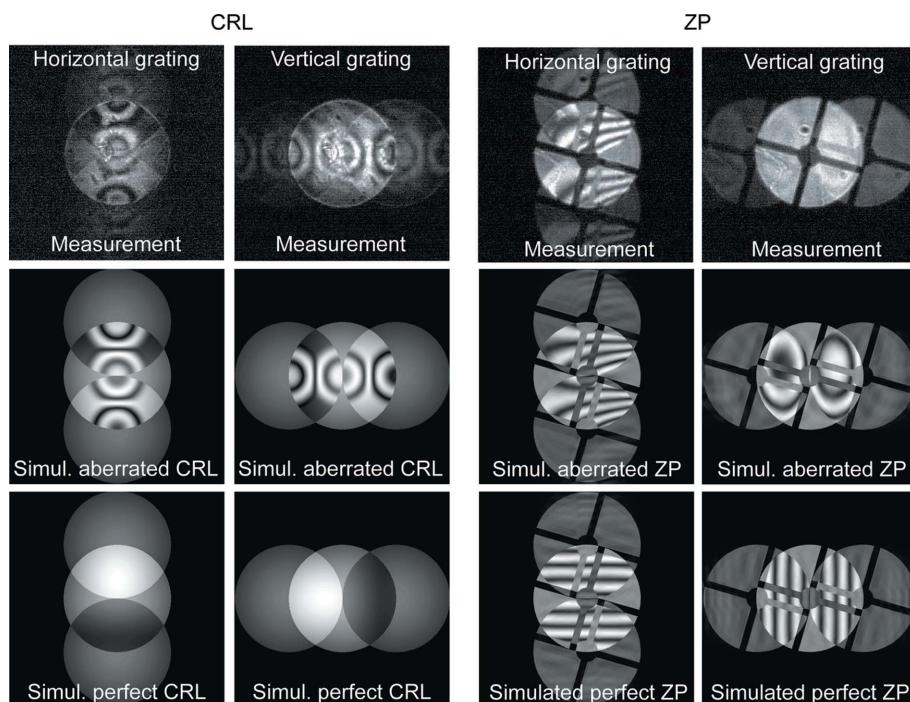 CRL
ZP
Horizontal grating
Vertical grating
Horizontal grating
Vertical grating
Measurement
Measurement
Measurement
Measurement
Simul. aberrated CRL
Simul. aberrated CRL
Simul. aberrated ZP
Simul. aberrated ZP
Simul. perfect CRL
Simul. perfect CRL
Simulated perfect ZP
Simulated perfect ZP